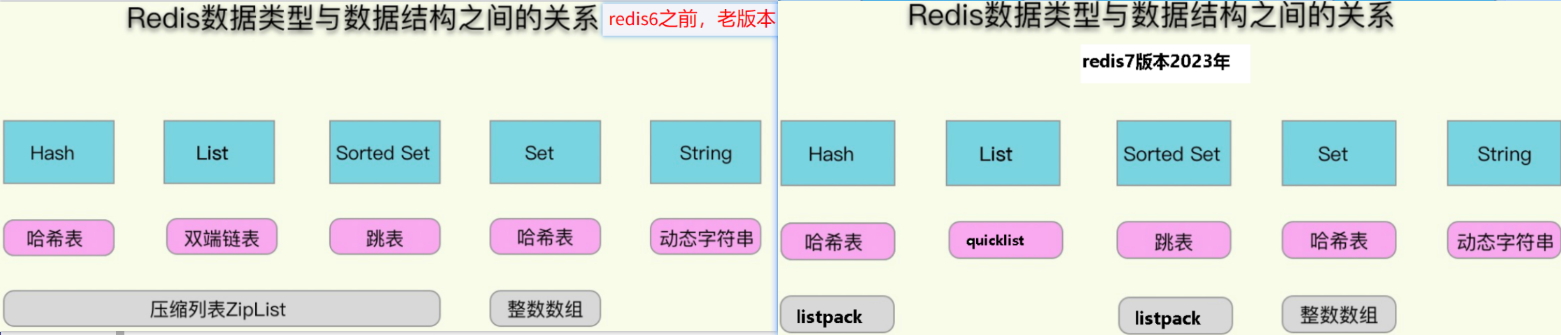 Redis数据类型与数据结构之间的关系
redis6之前，老版本
Hash
List
Sorted Set
Set
String
哈希表
双端链表
跳表
哈希表
动态字符串
压缩列表ZipList
整数数组
Redis数据类型与数据结构之间的关系
redis7版本2023年
Hash
List
Sorted Set
Set
String
哈希表
quicklist
跳表
哈希表
动态字符串
listpack
listpack
整数数组